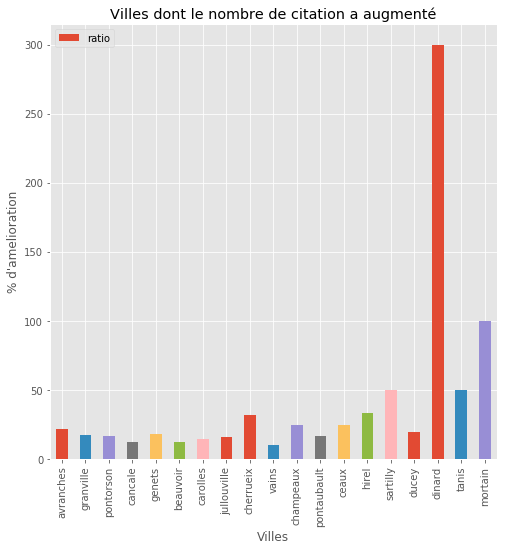 Villes dont le nombre de citation a augmenté
ratio
300
250
200
150
100
50
0
% d'amelioration
avranches
granville
pontorson
cancale
genets
beauvoir
carolles
jullouville
cherrueix
vains
champeaux
pontaubault
ceaux
hirel
sartilly
ducey
dinard
tanis
mortain
Villes